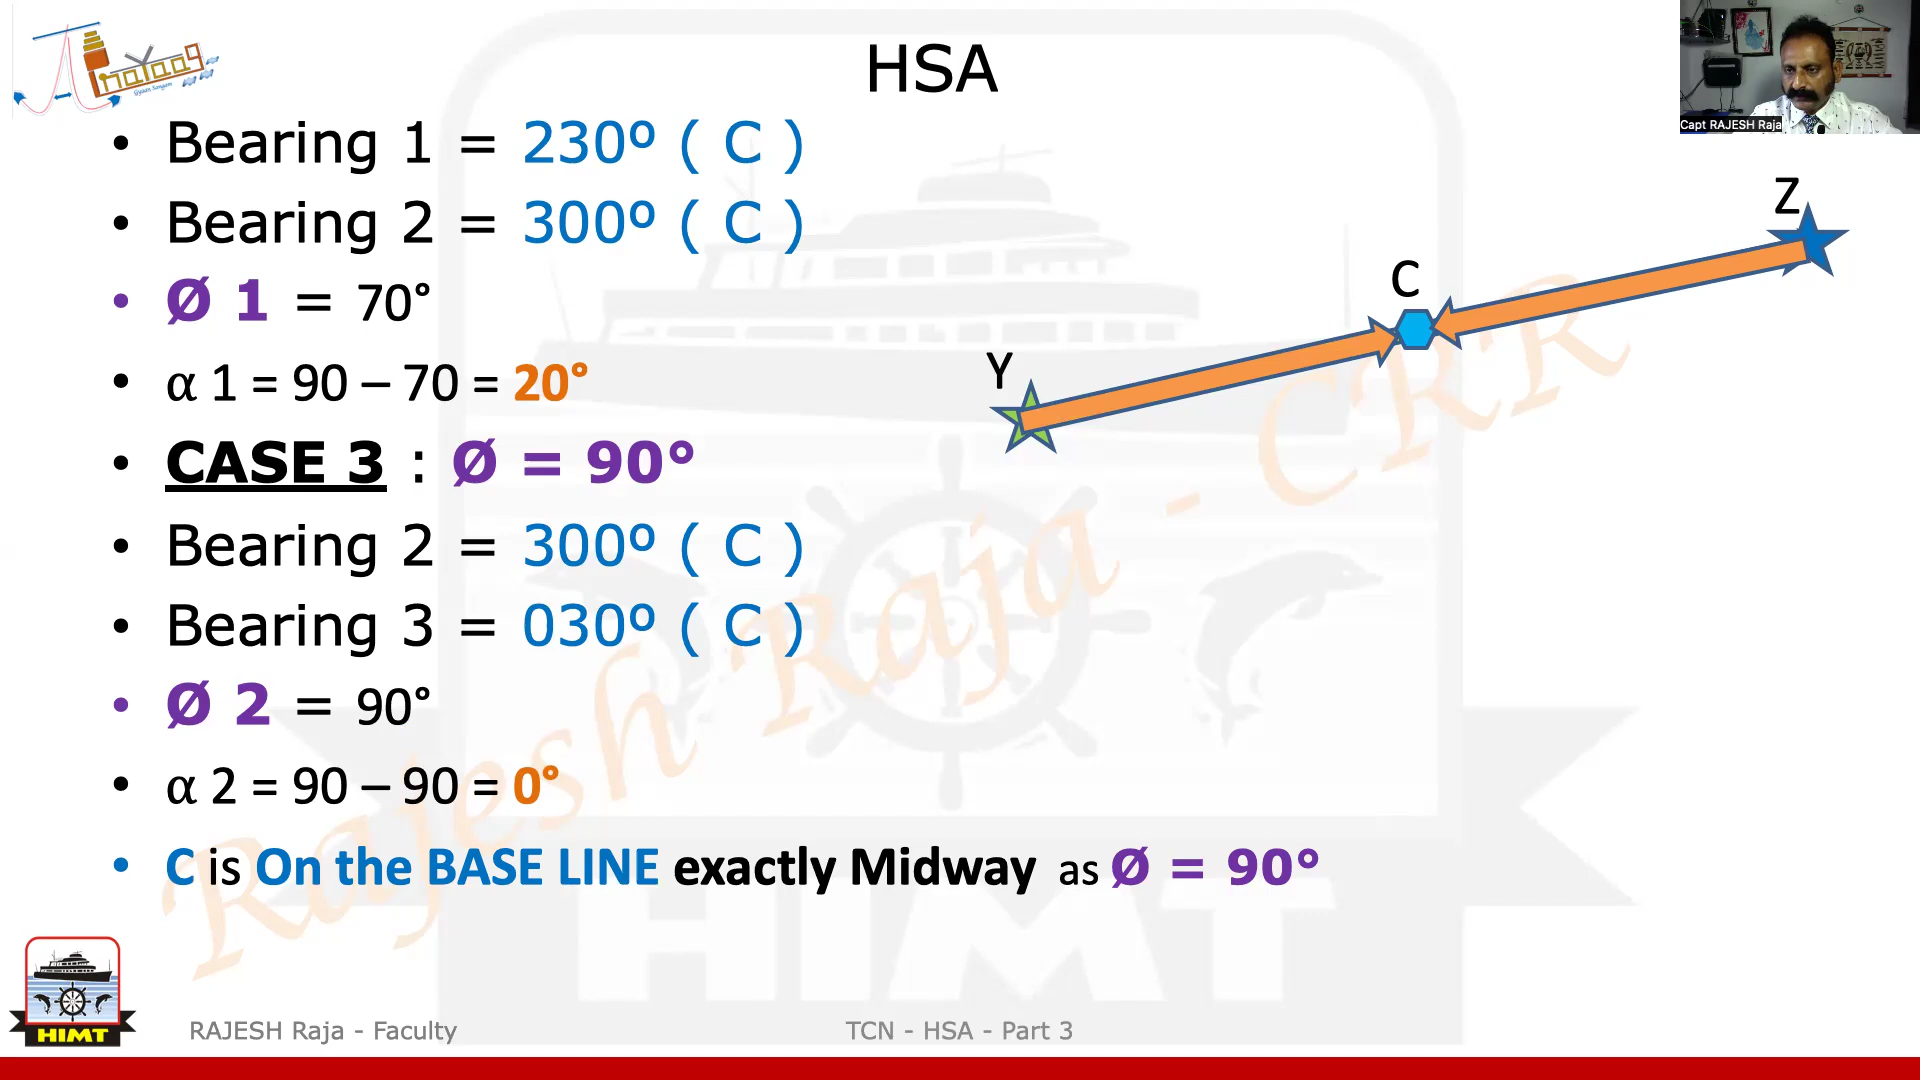 HSA
Capt RAJESH Raja
• Bearing 1 = 230º ( C )
• Bearing 2 = 300º ( C )
• Ø 1 = 70°
• α 1 = 90 – 70 = 20°
• CASE 3 : Ø = 90°
• Bearing 2 = 300º ( C )
• Bearing 3 = 030º ( C )
• Ø 2 = 90°
• α 2 = 90 – 90 = 0°
• C is On the BASE LINE exactly Midway as Ø = 90°
Z
C
Y
Rajesh Raja - CRR
HIMT
HIMT
RAJESH Raja - Faculty
TCN - HSA - Part 3